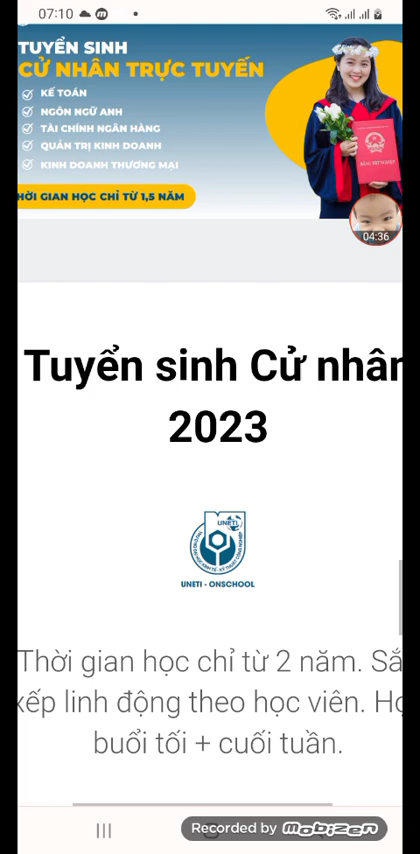 07:10
TUYỂN SINH
CỬ NHÂN TRỰC TUYẾN
KẾ TOÁN
NGÔN NGỮ ANH
TÀI CHÍNH NGÂN HÀNG
QUẢN TRỊ KINH DOANH
KINH DOANH THƯƠNG MẠI
HỜI GIAN HỌC CHỈ TỪ 1,5 NĂM
04:36
Tuyển sinh Cử nhân
2023
UNETI
UNETI - ONSCHOOL
Thời gian học chỉ từ 2 năm. Sắ
xếp linh động theo học viên. Họ
buổi tối + cuối tuần.
Recorded by mobizen